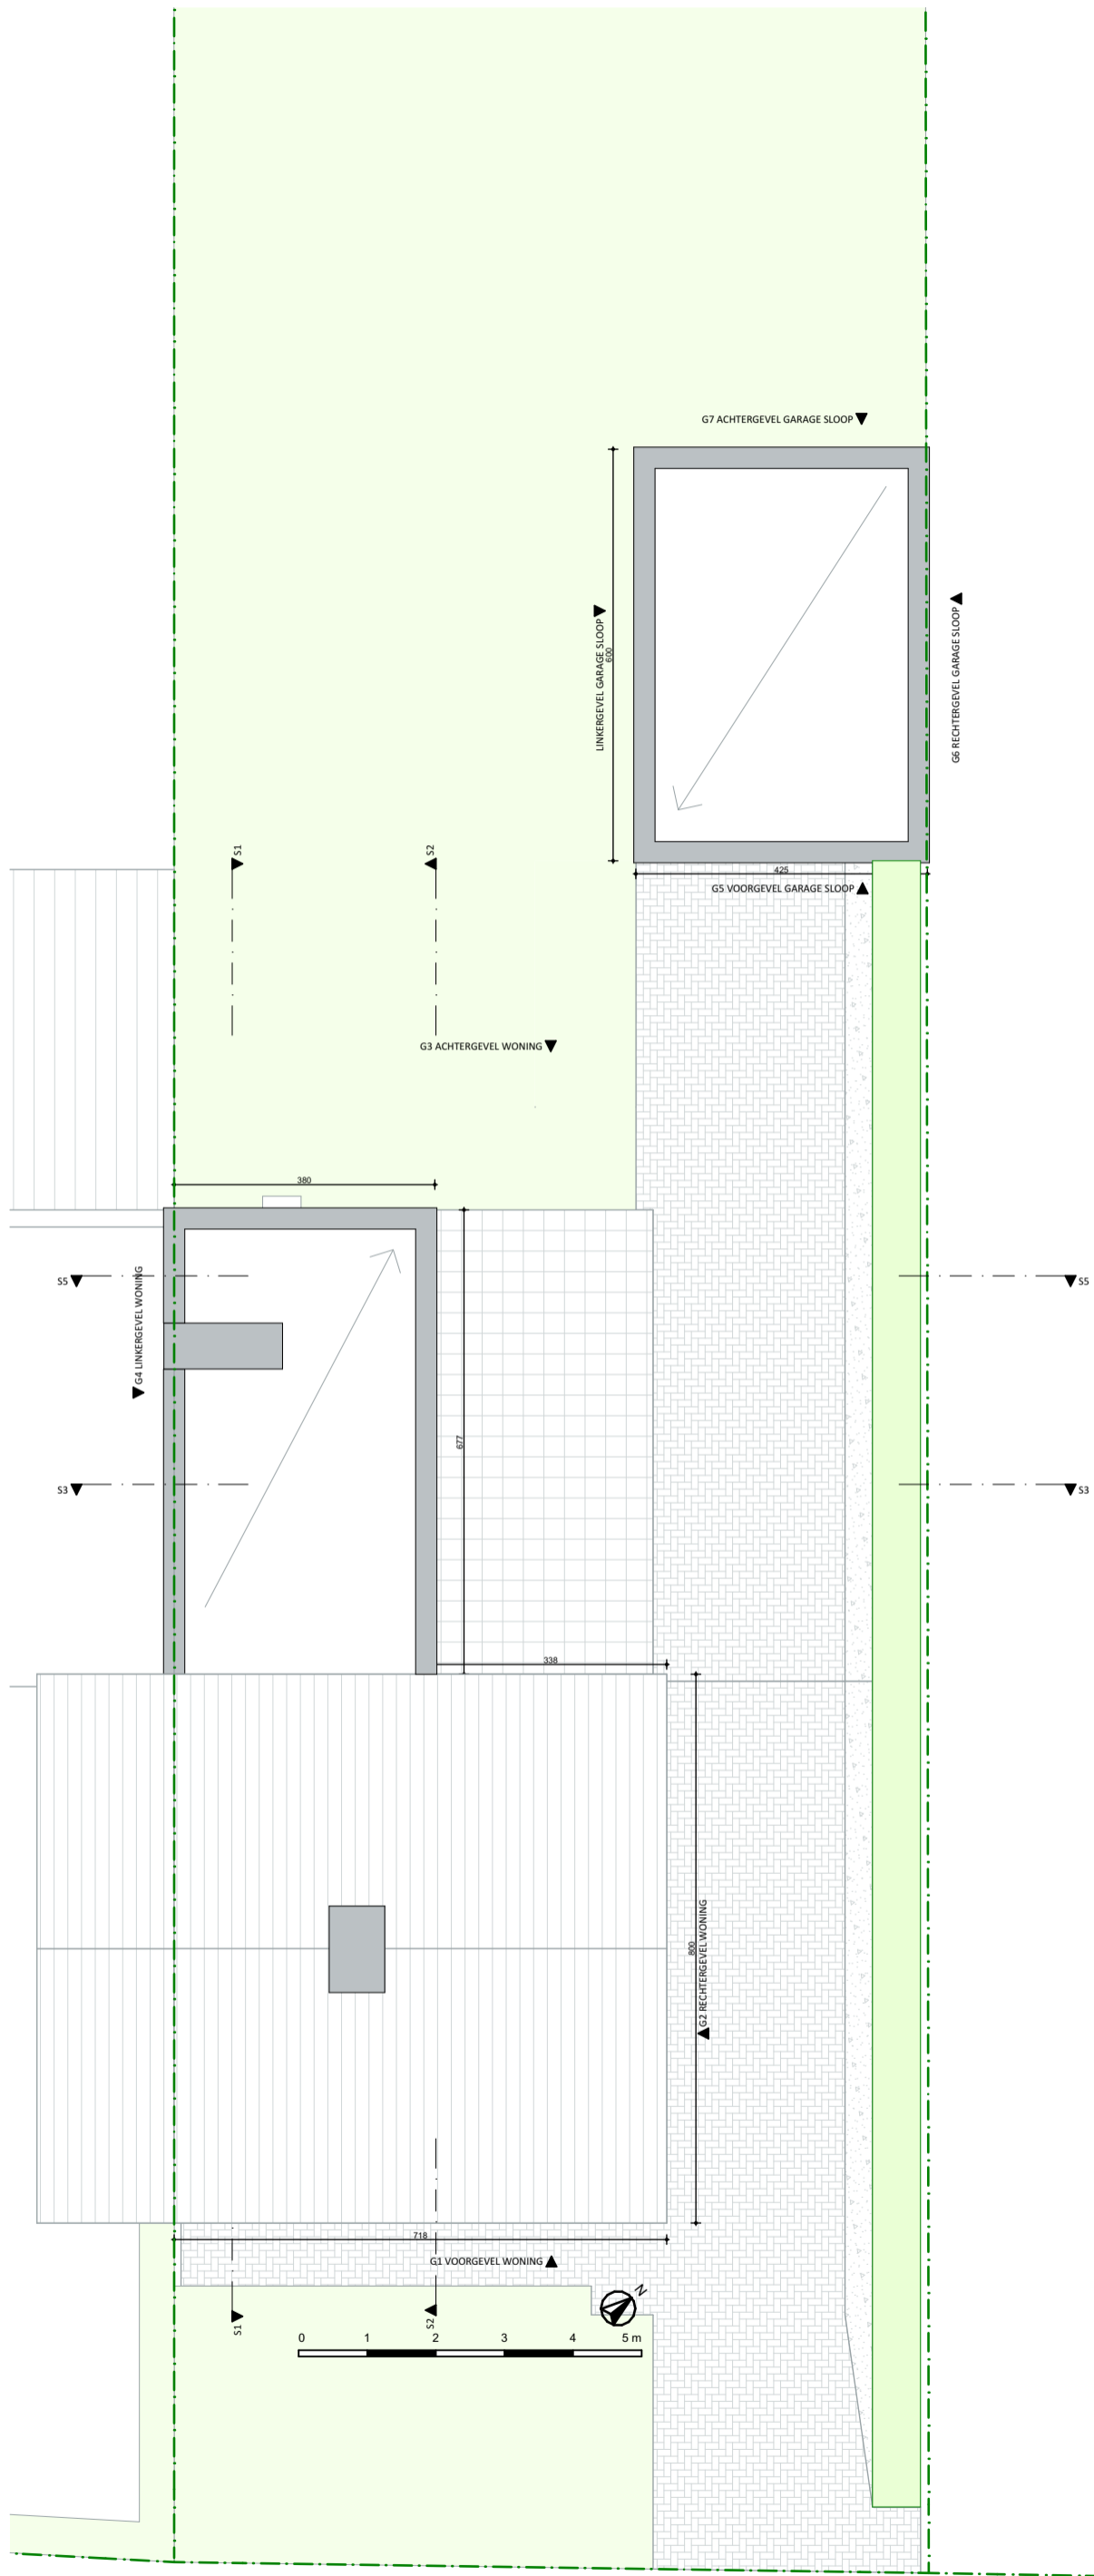 G7 ACHTERGEVEL GARAGE SLOOP
LINKERGEVEL GARAGE SLOOP
600
G6 RECHTERGEVEL GARAGE SLOOP
S1
S2
425
G5 VOORGEVEL GARAGE SLOOP
G3 ACHTERGEVEL WONING
380
S5
S5
G4 LINKERGEVEL WONING
677
S3
S3
338
800
G2 RECHTERGEVEL WONING
718
G1 VOORGEVEL WONING
N
S1
S2
0 1 2 3 4 5 m